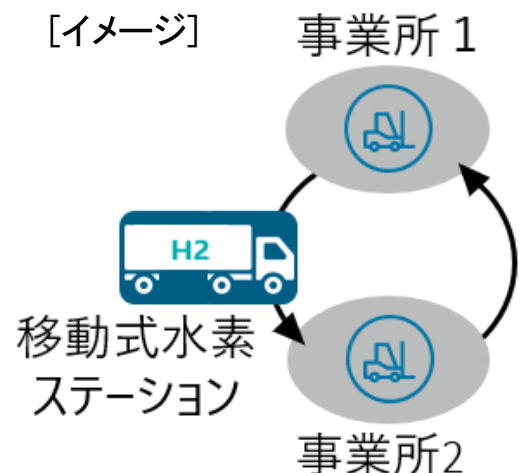 ［イメージ］
事業所１
H2
移動式水素
ステーション
事業所2